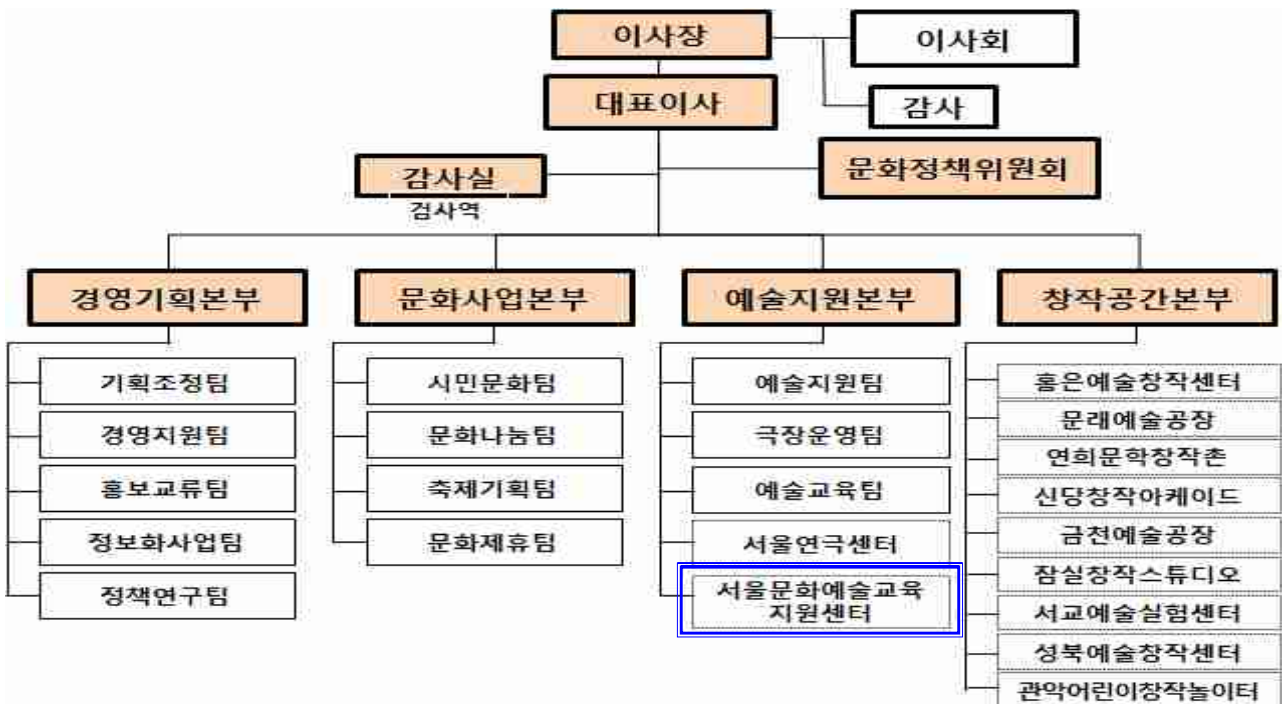 이사장
이사회
대표이사
감사
감사실
검사역
문화정책위원회
경영기획본부
문화사업본부
예술지원본부
창작공간본부
기획조정팀
경영지원팀
홍보교류팀
정보화사업팀
정책연구팀
시민문화팀
문화나눔팀
축제기획팀
문화제휴팀
예술지원팀
극장운영팀
예술교육팀
서울연극센터
서울문화예술교육
지원센터
홍은예술창작센터
문래예술공장
연희문학창작촌
신당창작아케이드
금천예술공장
잠실창작스튜디오
서교예술실험센터
성북예술창작센터
관악어린이창작놀이터